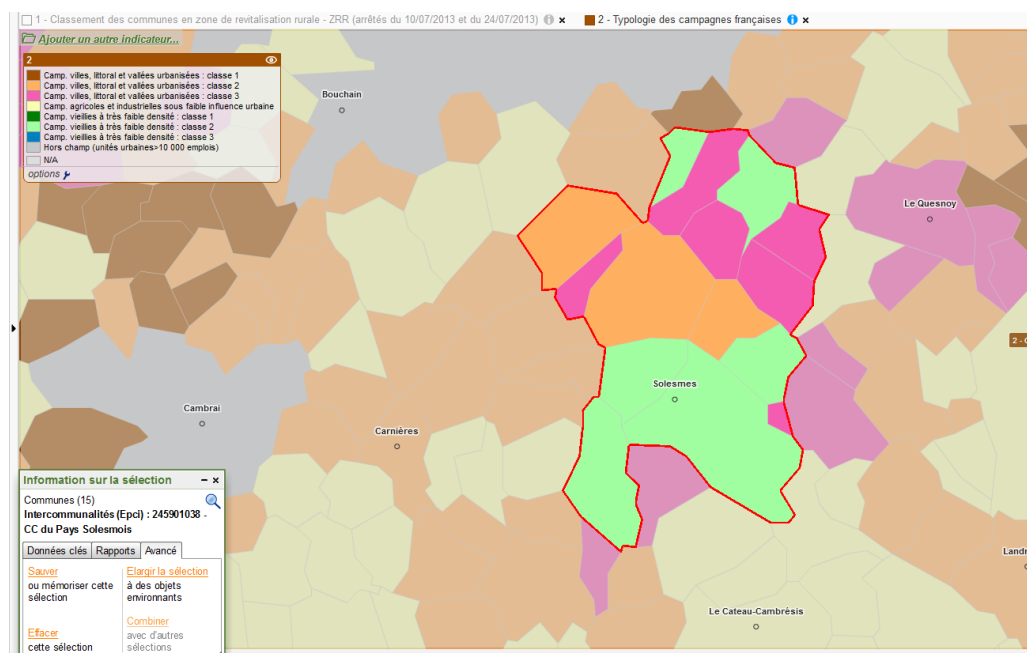 1 - Classement des communes en zone de revitalisation rurale - ZRR (arrêtés du 10/07/2013 et du 24/07/2013)
2 - Typologie des campagnes françaises
Ajouter un autre indicateur...
2
Camp. villes, littoral et vallées urbanisées : classe 1
Camp. villes, littoral et vallées urbanisées : classe 2
Camp. villes, littoral et vallées urbanisées : classe 3
Camp. agricoles et industrielles sous faible influence urbaine
Camp. vieillies à très faible densité : classe 1
Camp. vieillies à très faible densité : classe 2
Camp. vieillies à très faible densité : classe 3
Hors champ (unités urbaines>10 000 emplois)
N/A
options
Bouchain
Le Quesnoy
2 -
Solesmes
Cambrai
Carnières
Landr
Le Cateau-Cambrésis
Information sur la sélection
Communes (15)
Intercommunalités (Epci) : 245901038 -
CC du Pays Solesmois
Données clés
Rapports
Avancé
Sauver
ou mémoriser cette
sélection
Elargir la sélection
à des objets
environnants
Effacer
cette sélection
Combiner
avec d'autres
sélections